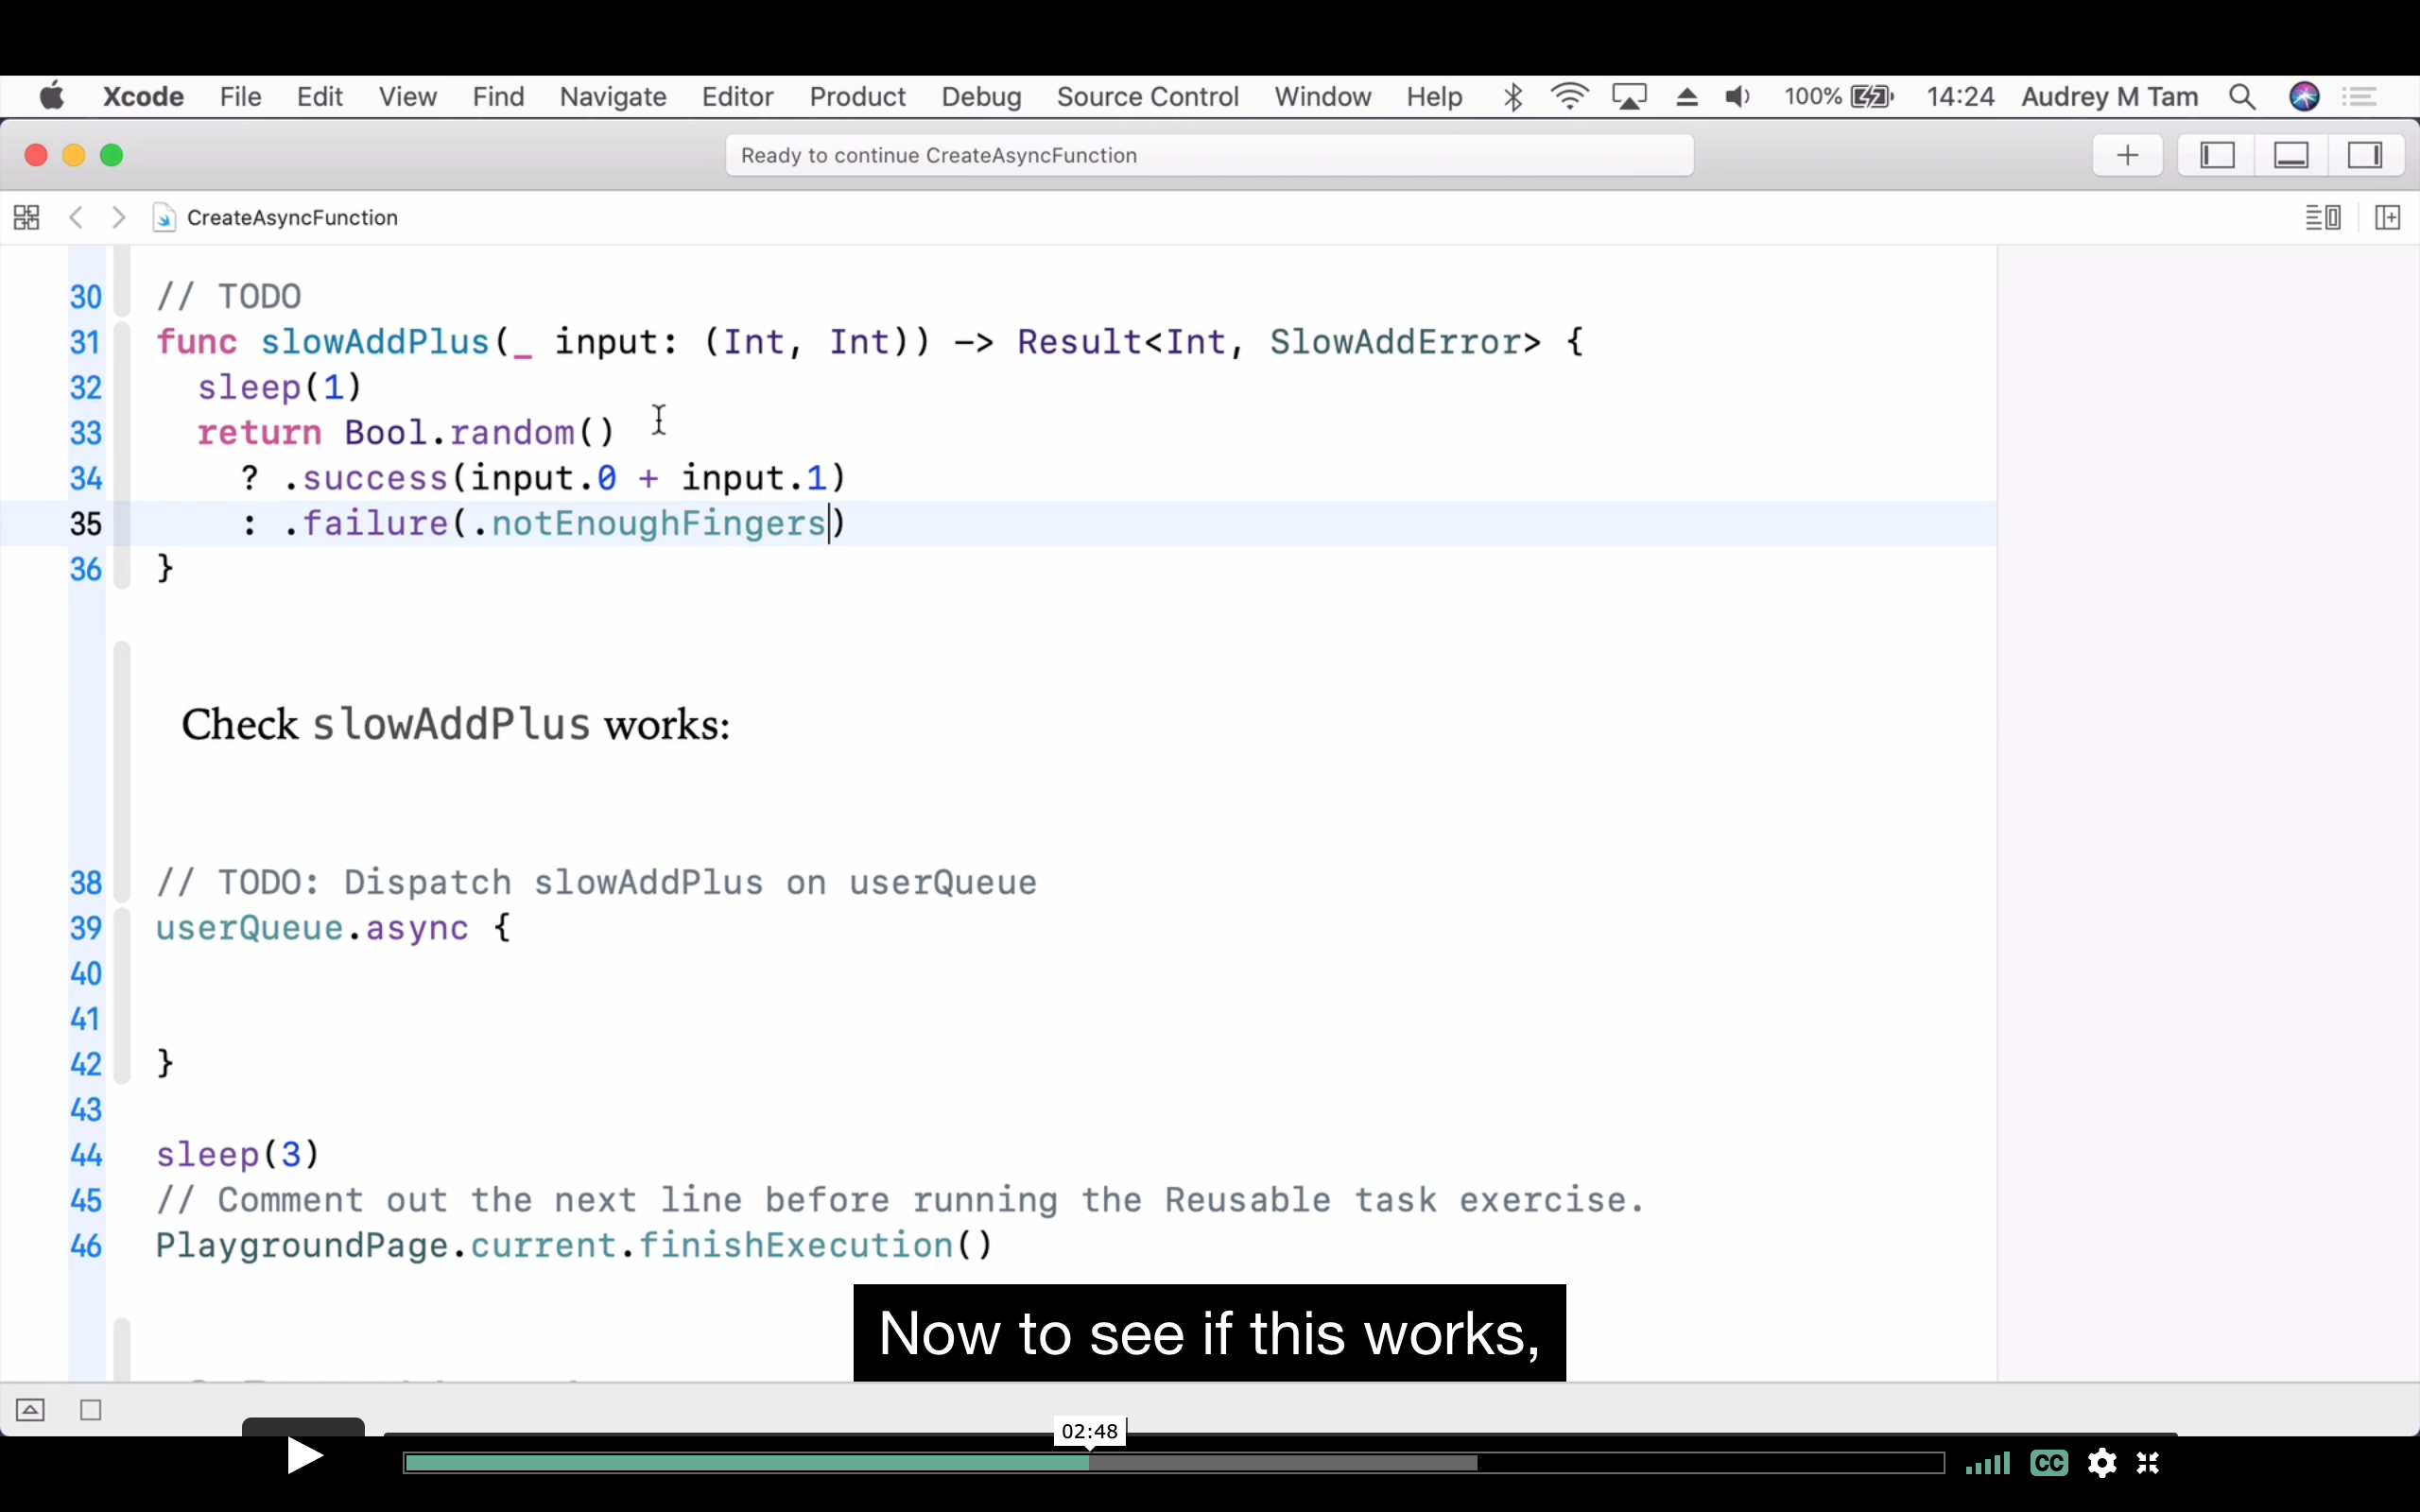 Xcode File Edit View Find Navigate Editor Product Debug Source Control Window Help 100% 14:24 Audrey M Tam
Ready to continue CreateAsyncFunction
CreateAsyncFunction
30 // TODO
31 func slowAddPlus(_ input: (Int, Int)) -> Result<Int, SlowAddError> {
32 sleep(1)
33 return Bool.random()
34 ? .success(input.0 + input.1)
35 : .failure(.notEnoughFingers)
36 }
Check slowAddPlus works:
38 // TODO: Dispatch slowAddPlus on userQueue
39 userQueue.async {
40
41
42 }
43
44 sleep(3)
45 // Comment out the next line before running the Reusable task exercise.
46 PlaygroundPage.current.finishExecution()
Now to see if this works,
02:48
CC